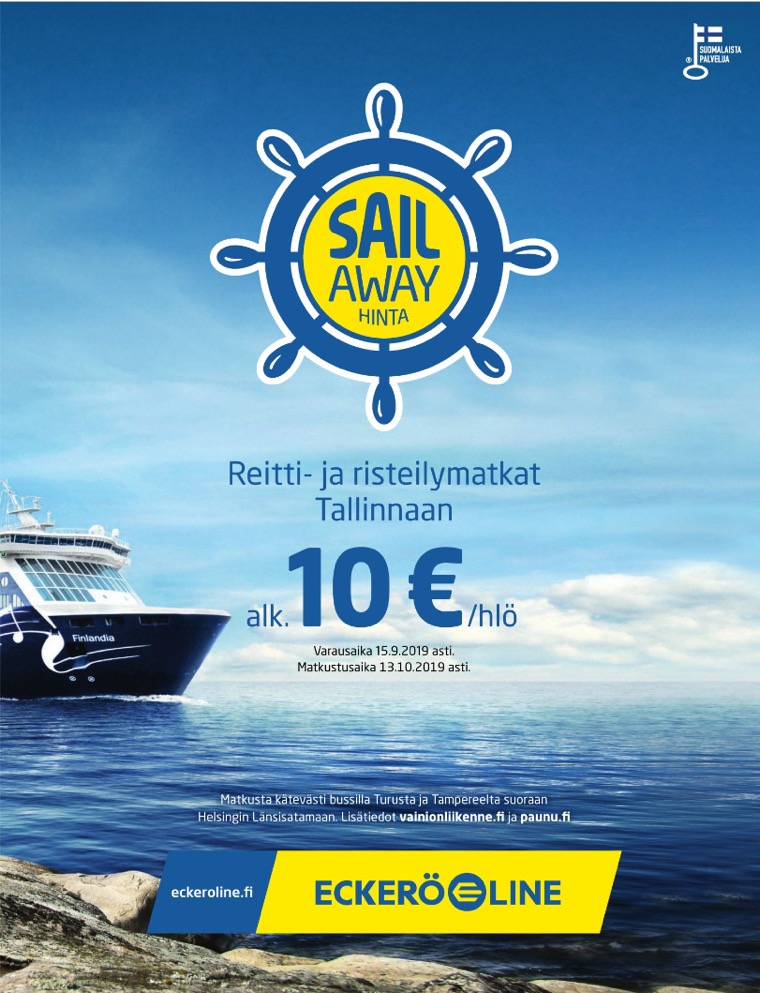 SUOMALAISTA
PALVELUA
SAIL
AWAY
HINTA
Reitti- ja risteilymatkat
Tallinnaan
alk. 10 € /hlö
Finlandia
Varausaika 15.9.2019 asti.
Matkustusaika 13.10.2019 asti.
Matkusta kätevästi bussilla Turusta ja Tampereelta suoraan
Helsingin Länsisatamaan. Lisätiedot vainionliikenne.fi ja paunu.fi
eckeroline.fi
ECKERÖ LINE